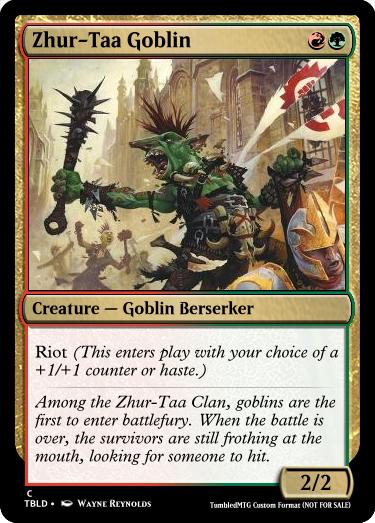 Zhur-Taa Goblin
Creature — Goblin Berserker
Riot (This enters play with your choice of a
+1/+1 counter or haste.)
Among the Zhur-Taa Clan, goblins are the
first to enter battlefury. When the battle is
over, the survivors are still frothing at the
mouth, looking for someone to hit.
2/2
C
TBLD • Wayne Reynolds
TumbledMTG Custom Format (NOT FOR SALE)